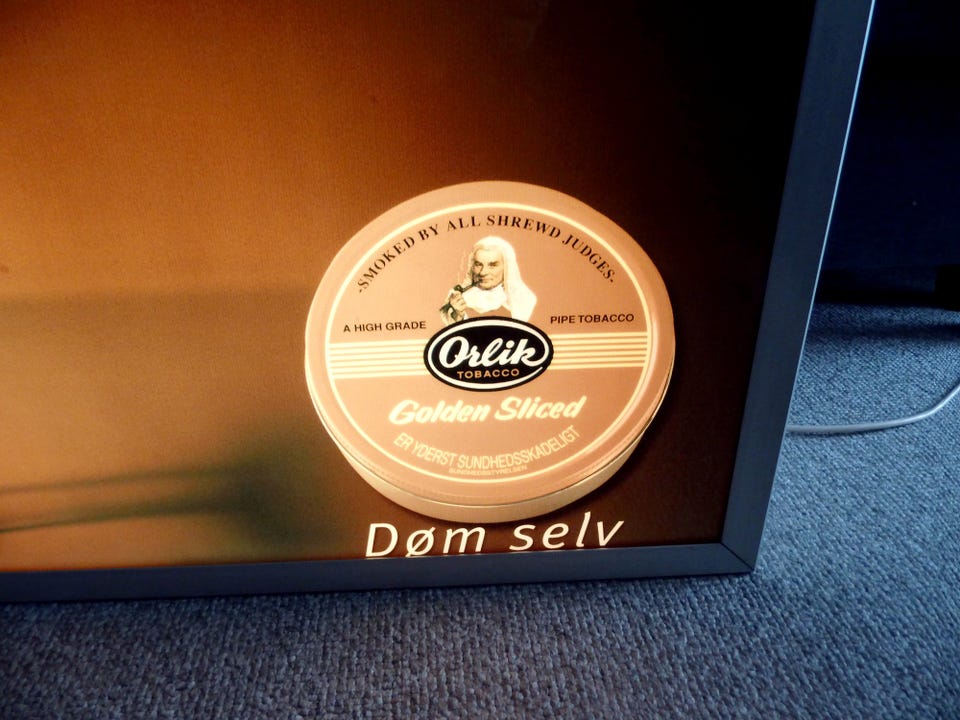 -SMOKED BY ALL SHREWD JUDGES-
A HIGH GRADE PIPE TOBACCO
Orlik
TOBACCO
Golden Sliced
ER YDERST SUNDHEDSSKADELIGT
SUNDHEDSSTYRELSEN
Døm selv